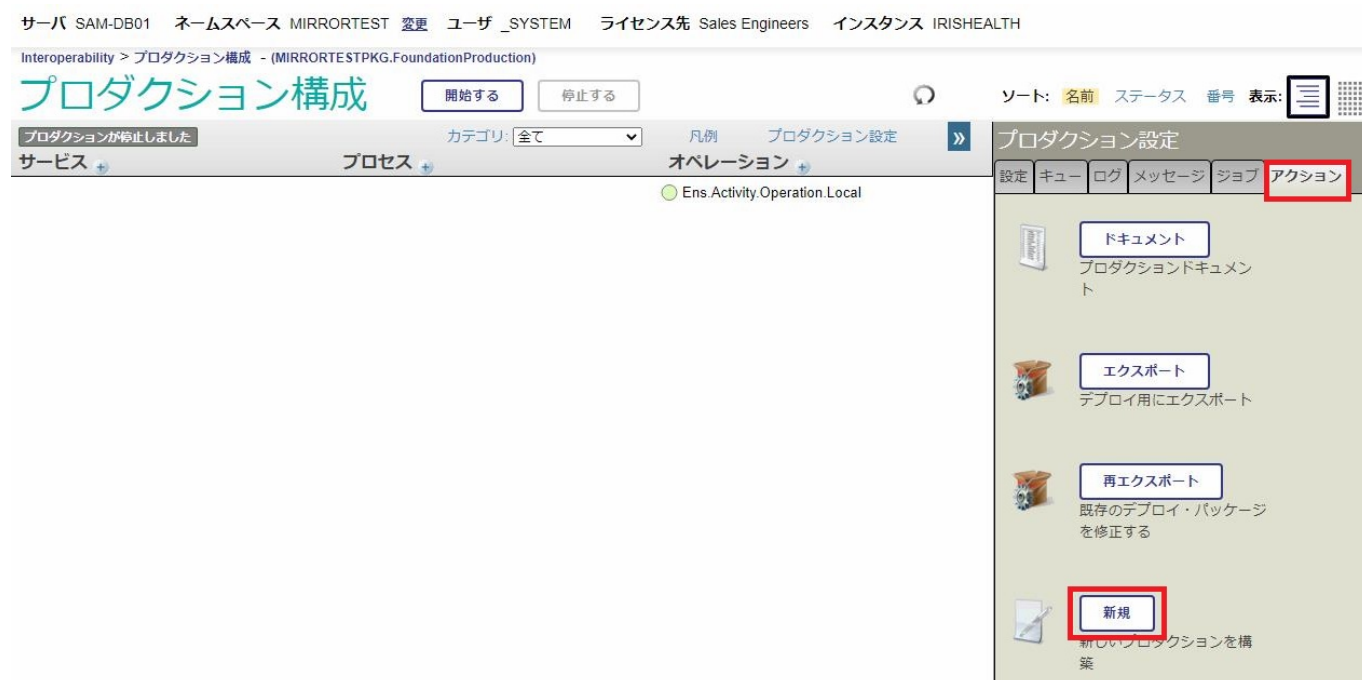 サーバ SAM-DB01 ネームスペース MIRRORTEST 変更 ユーザ _SYSTEM ライセンス先 Sales Engineers インスタンス IRISHEALTH
Interoperability > プロダクション構成 - (MIRRORTESTPKG.FoundationProduction)
プロダクション構成 開始する 停止する ソート: 名前 ステータス 番号 表示:
プロダクションが停止しました カテゴリ: 全て 凡例 プロダクション設定 »
サービス プロセス オペレーション
Ens.Activity.Operation.Local
プロダクション設定
設定 キュー ログ メッセージ ジョブ アクション
ドキュメント
プロダクションドキュメン
ト
エクスポート
デプロイ用にエクスポート
再エクスポート
既存のデプロイ・パッケージ
を修正する
新規
新しいプロダクションを構
築